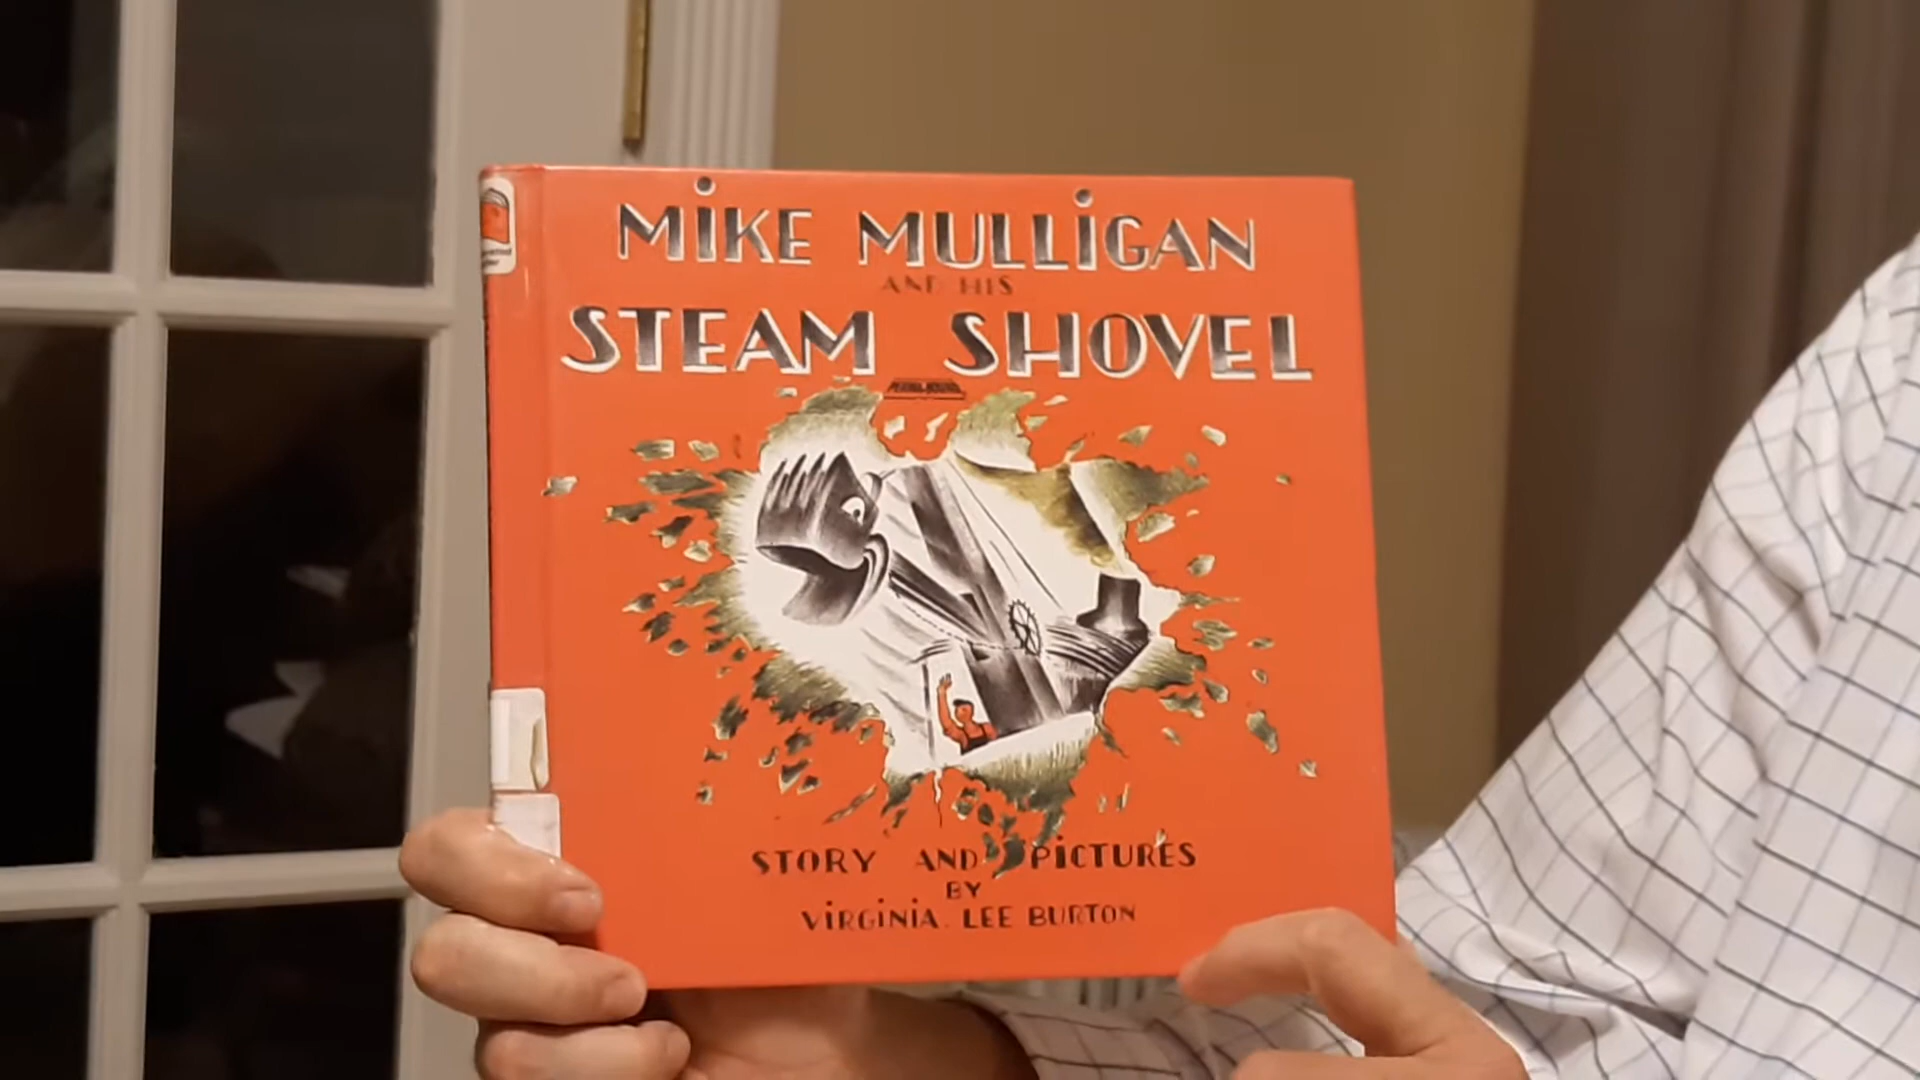 MiKE MULLiGAN
AND HIS
STEAM SHOVEL
STORY AND PiCTURES
BY
ViRGiNiA LEE BURTON